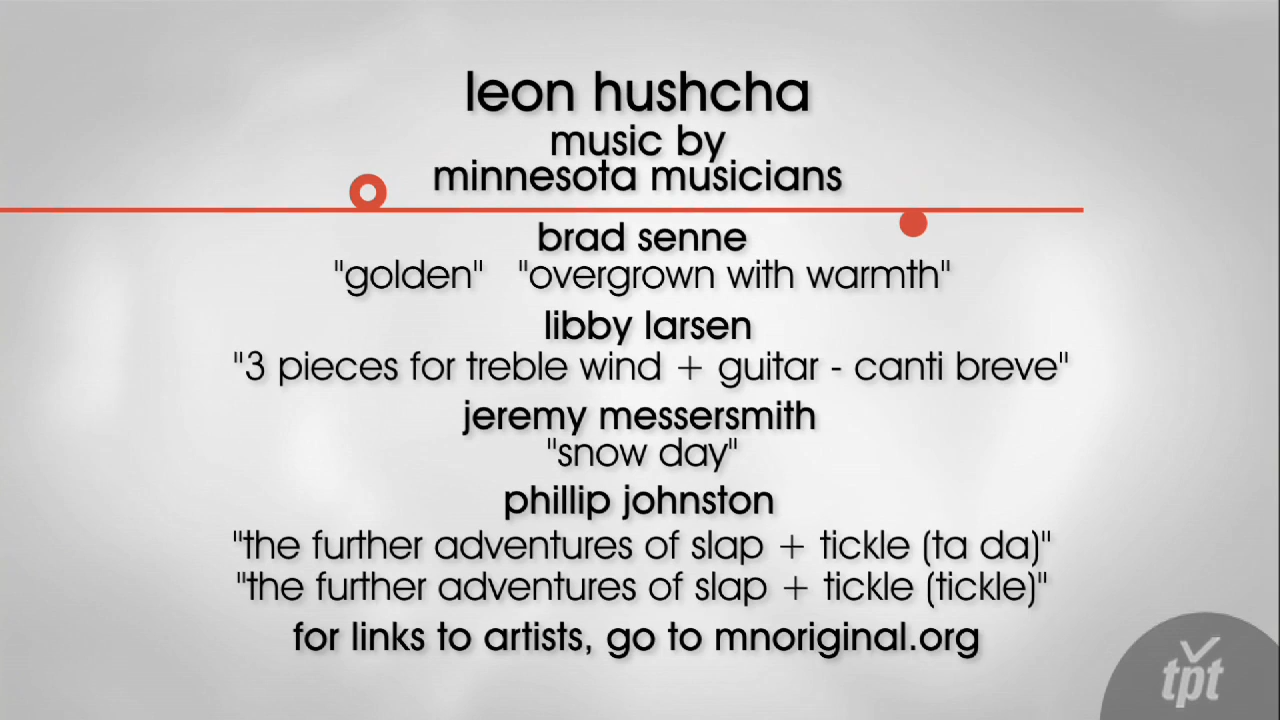 leon hushcha
music by
minnesota musicians
brad senne
"golden" "overgrown with warmth"
libby larsen
"3 pieces for treble wind + guitar - canti breve"
jeremy messersmith
"snow day"
phillip johnston
"the further adventures of slap + tickle (ta da)"
"the further adventures of slap + tickle (tickle)"
for links to artists, go to mnoriginal.org
tpt